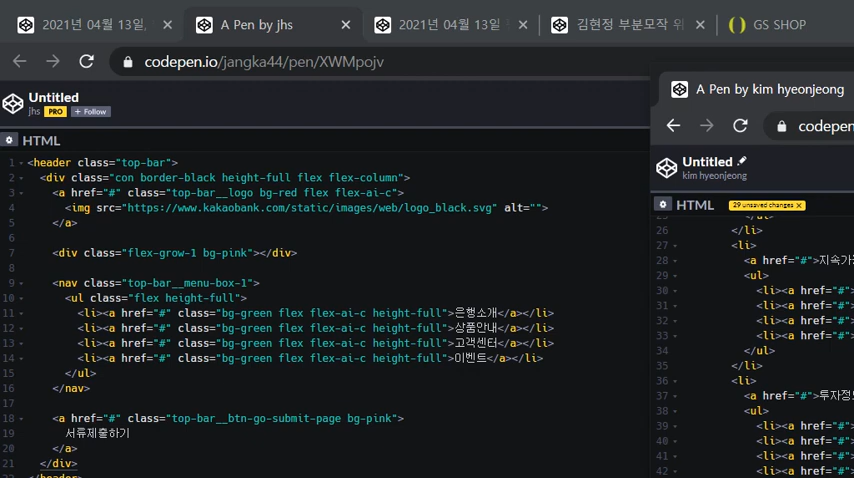 2021년 04월 13일,
A Pen by jhs
2021년 04월 13일
김현정 부분모작 위
GS SHOP
codepen.io/jangka44/pen/XWMpojv
Untitled
jhs PRO + Follow
HTML
1 <header class="top-bar">
2 <div class="con border-black height-full flex flex-column">
3 <a href="#" class="top-bar__logo bg-red flex flex-ai-c">
4 <img src="https://www.kakaobank.com/static/images/web/logo_black.svg" alt="">
5 </a>
6
7 <div class="flex-grow-1 bg-pink"></div>
8
9 <nav class="top-bar__menu-box-1">
10 <ul class="flex height-full">
11 <li><a href="#" class="bg-green flex flex-ai-c height-full">은행소개</a></li>
12 <li><a href="#" class="bg-green flex flex-ai-c height-full">상품안내</a></li>
13 <li><a href="#" class="bg-green flex flex-ai-c height-full">고객센터</a></li>
14 <li><a href="#" class="bg-green flex flex-ai-c height-full">이벤트</a></li>
15 </ul>
16 </nav>
17
18 <a href="#" class="top-bar__btn-go-submit-page bg-pink">
19 서류제출하기
20 </a>
21 </div>
22 </header>
A Pen by kim hyeonjeong
codepen
Untitled
kim hyeonjeong
HTML 29 unsaved changes X
25 </ul>
26 </li>
27 <li>
28 <a href="#">지속가
29 <ul>
30 <li><a href="#">
31 <li><a href="#">
32 <li><a href="#">
33 <li><a href="#">
34 </ul>
35 </li>
36 <li>
37 <a href="#">투자정
38 <ul>
39 <li><a href="#">
40 <li><a href="#">
41 <li><a href="#">
42 <li><a href="#">